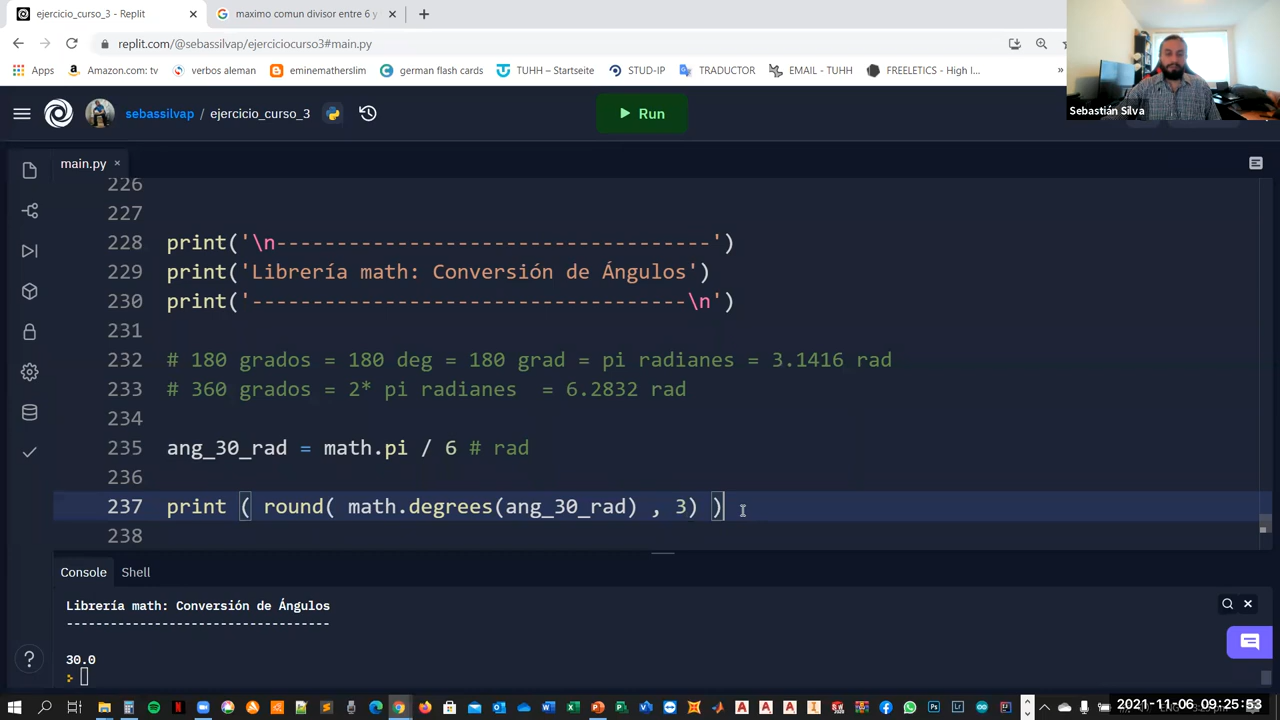 ejercicio_curso_3 - Replit
maximo comun divisor entre 6 y
replit.com/@sebassilvap/ejerciciocurso3#main.py
Apps
Amazon.com: tv
verbos aleman
eminematherslim
german flash cards
TUHH – Startseite
STUD-IP
TRADUCTOR
EMAIL - TUHH
FREELETICS - High I...
»
Sebastián Silva
sebassilvap / ejercicio_curso_3
Run
main.py
226
227
228 print('\n------------------------------------')
229 print('Librería math: Conversión de Ángulos')
230 print('------------------------------------\n')
231
232 # 180 grados = 180 deg = 180 grad = pi radianes = 3.1416 rad
233 # 360 grados = 2* pi radianes  = 6.2832 rad
234
235 ang_30_rad = math.pi / 6 # rad
236
237 print ( round( math.degrees(ang_30_rad) , 3) )
238
Console
Shell
Librería math: Conversión de Ángulos
------------------------------------
30.0
2021-11-06 09:25:53